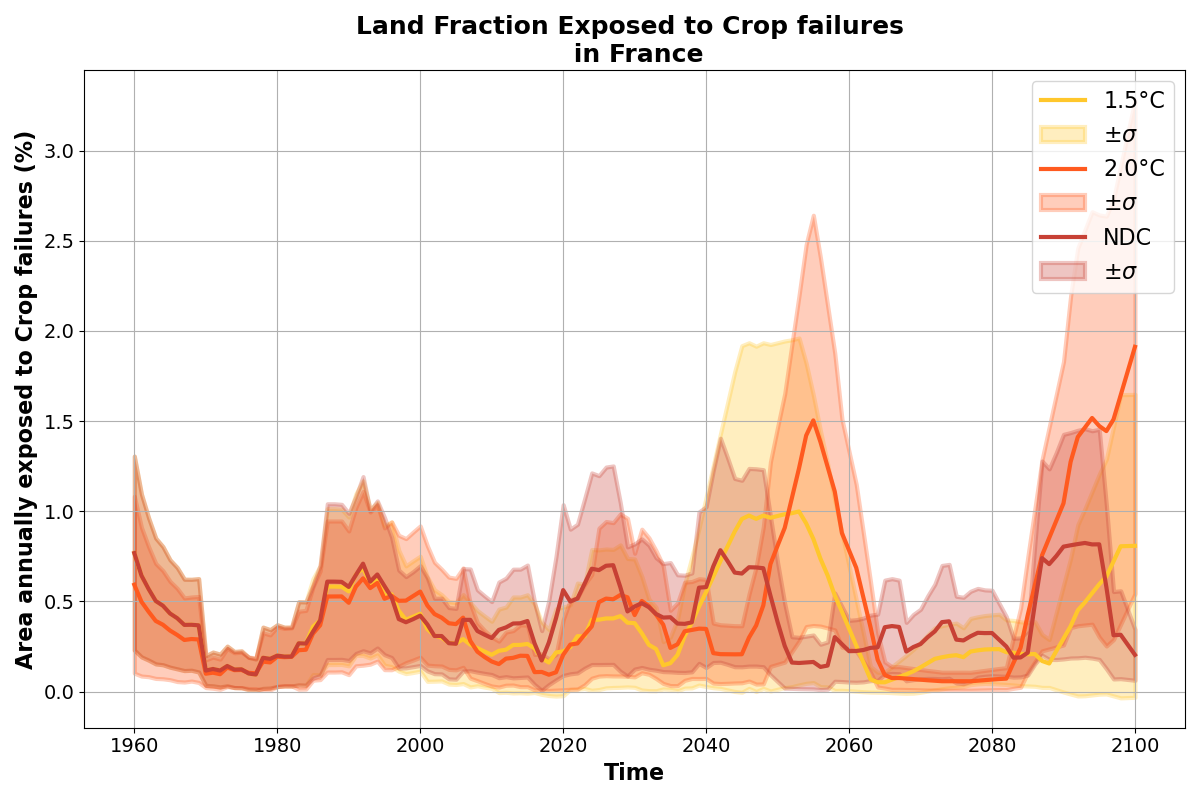 Land Fraction Exposed to Crop failures
in France
Area annually exposed to Crop failures (%)
3.0
2.5
2.0
1.5
1.0
0.5
0.0
1960
1980
2000
2020
2040
2060
2080
2100
Time
1.5°C
±σ
2.0°C
±σ
NDC
±σ